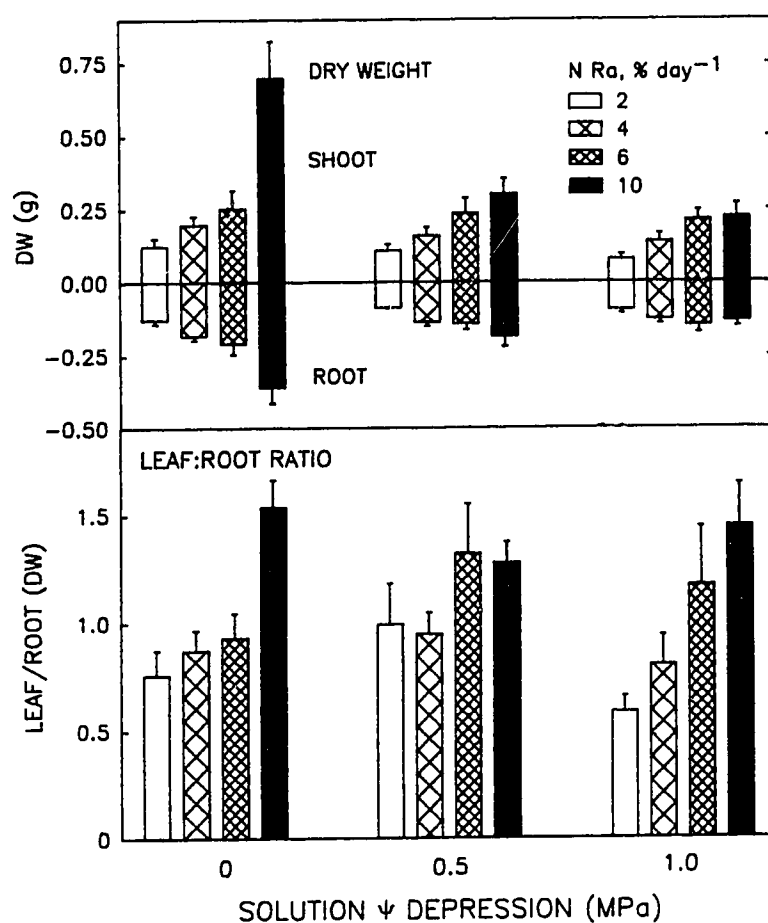 DRY WEIGHT
N Ra, % day⁻¹
2
4
6
10
SHOOT
ROOT
DW (g)
0.75
0.50
0.25
0.00
−0.25
−0.50
LEAF:ROOT RATIO
LEAF/ROOT (DW)
1.5
1.0
0.5
0
0
0.5
1.0
SOLUTION ψ DEPRESSION (MPa)